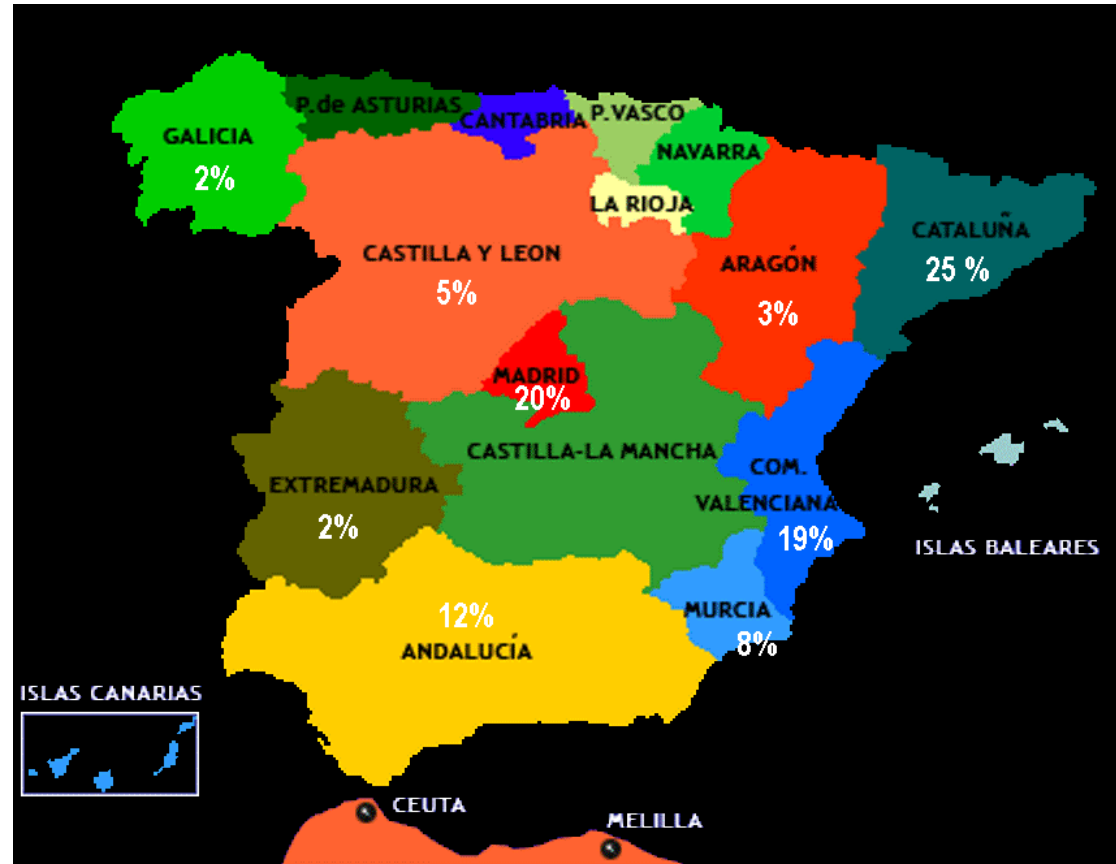 P.de ASTURIAS
CANTABRIA
P.VASCO
GALICIA
2%
NAVARRA
LA RIOJA
CATALUÑA
25 %
CASTILLA Y LEON
5%
ARAGÓN
3%
MADRID
20%
CASTILLA-LA MANCHA
COM.
VALENCIANA
19%
EXTREMADURA
2%
ISLAS BALEARES
12%
ANDALUCÍA
MURCIA
8%
ISLAS CANARIAS
CEUTA
MELILLA